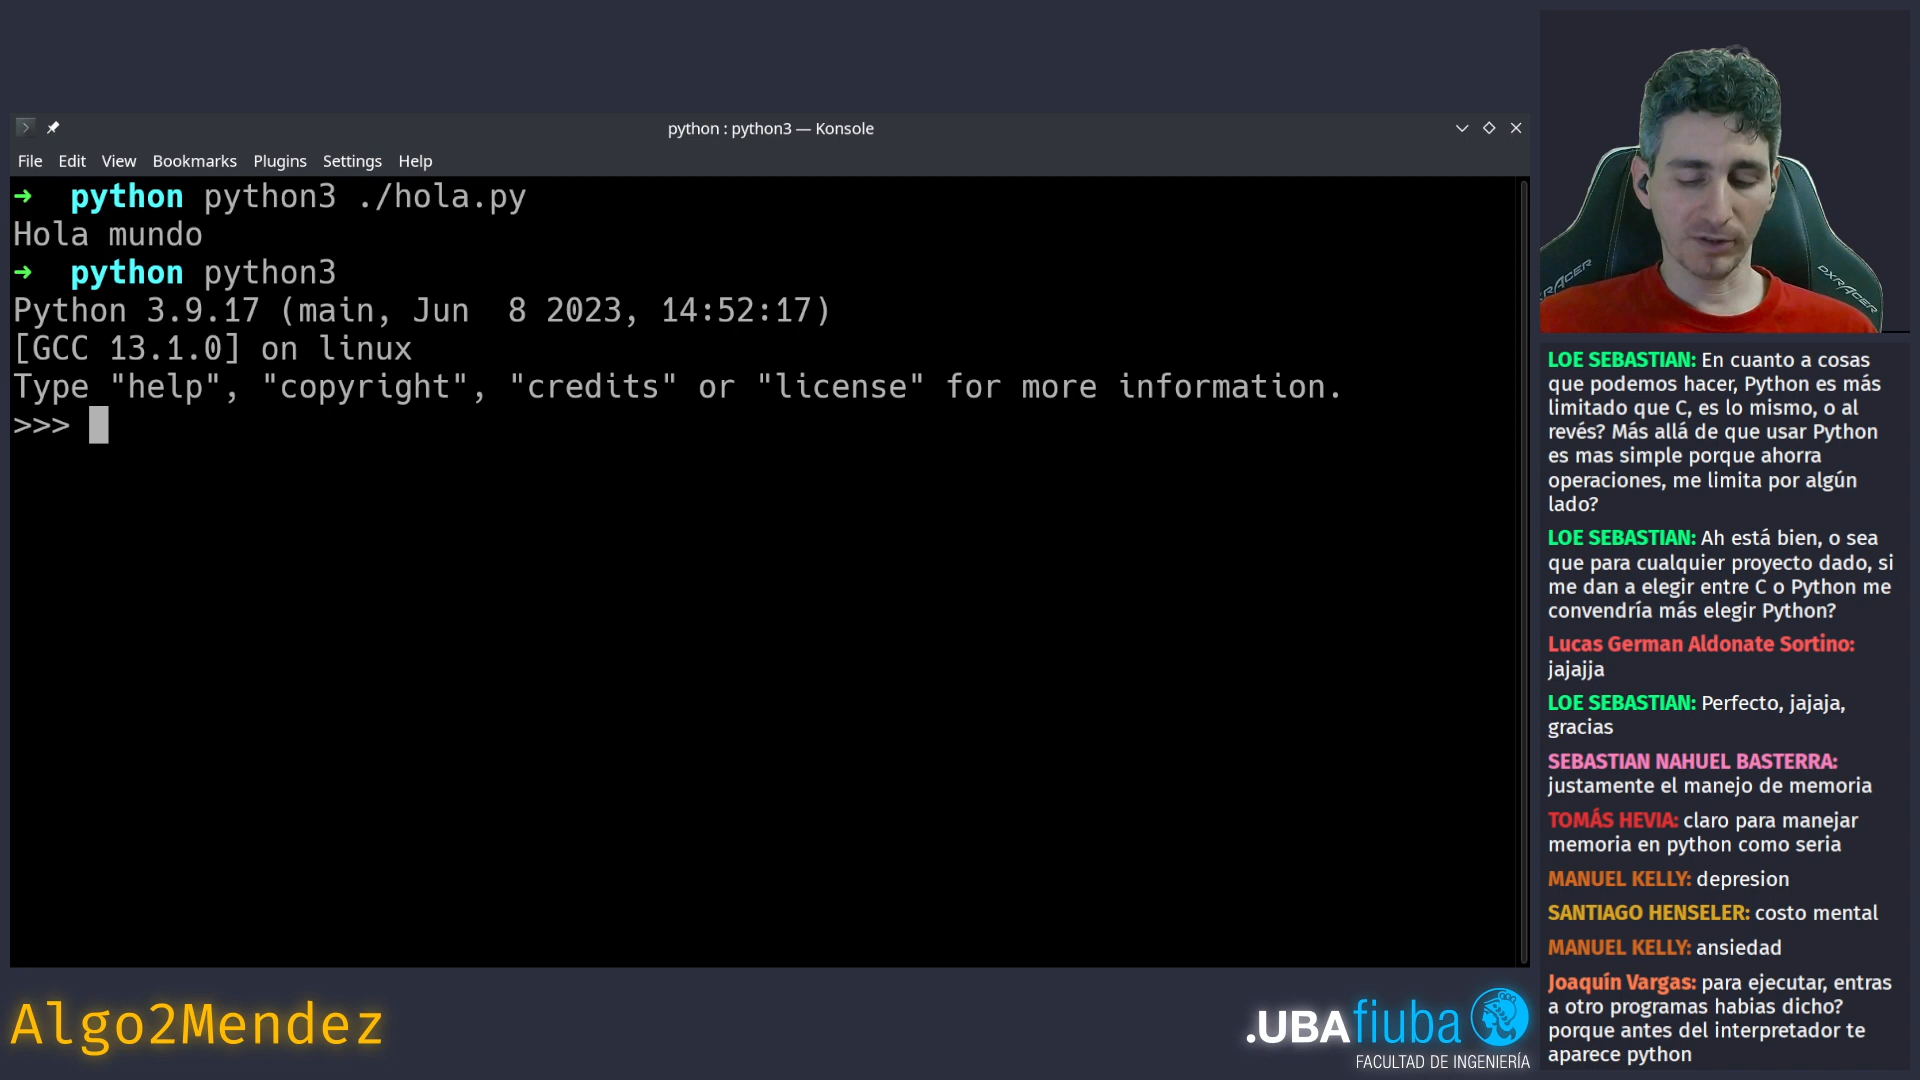 python : python3 — Konsole
File Edit View Bookmarks Plugins Settings Help
➜ python python3 ./hola.py
Hola mundo
➜ python python3
Python 3.9.17 (main, Jun  8 2023, 14:52:17)
[GCC 13.1.0] on linux
Type "help", "copyright", "credits" or "license" for more information.
>>>
DXRACER
LOE SEBASTIAN: En cuanto a cosas
que podemos hacer, Python es más
limitado que C, es lo mismo, o al
revés? Más allá de que usar Python
es mas simple porque ahorra
operaciones, me limita por algún
lado?
LOE SEBASTIAN: Ah está bien, o sea
que para cualquier proyecto dado, si
me dan a elegir entre C o Python me
convendría más elegir Python?
Lucas German Aldonate Sortino:
jajajja
LOE SEBASTIAN: Perfecto, jajaja,
gracias
SEBASTIAN NAHUEL BASTERRA:
justamente el manejo de memoria
TOMÁS HEVIA: claro para manejar
memoria en python como seria
MANUEL KELLY: depresion
SANTIAGO HENSELER: costo mental
MANUEL KELLY: ansiedad
Joaquín Vargas: para ejecutar, entras
a otro programas habias dicho?
porque antes del interpretador te
aparece python
Algo2Mendez
.UBAfiuba
FACULTAD DE INGENIERÍA